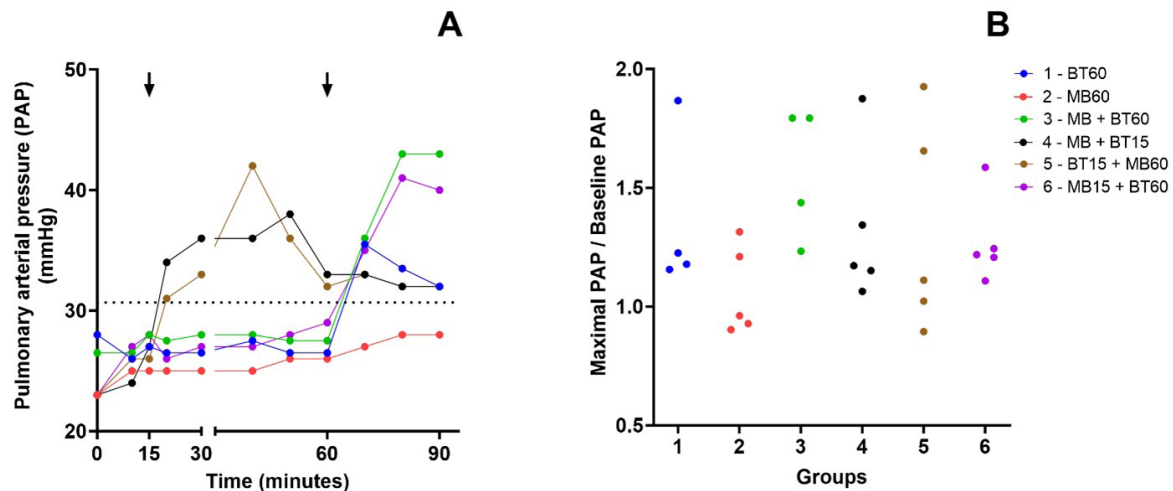 A
Pulmonary arterial pressure (PAP)
(mmHg)
50
40
30
20
0
15
30
60
90
Time (minutes)
B
Maximal PAP / Baseline PAP
2.0
1.5
1.0
0.5
1
2
3
4
5
6
Groups
1 - BT60
2 - MB60
3 - MB + BT60
4 - MB + BT15
5 - BT15 + MB60
6 - MB15 + BT60